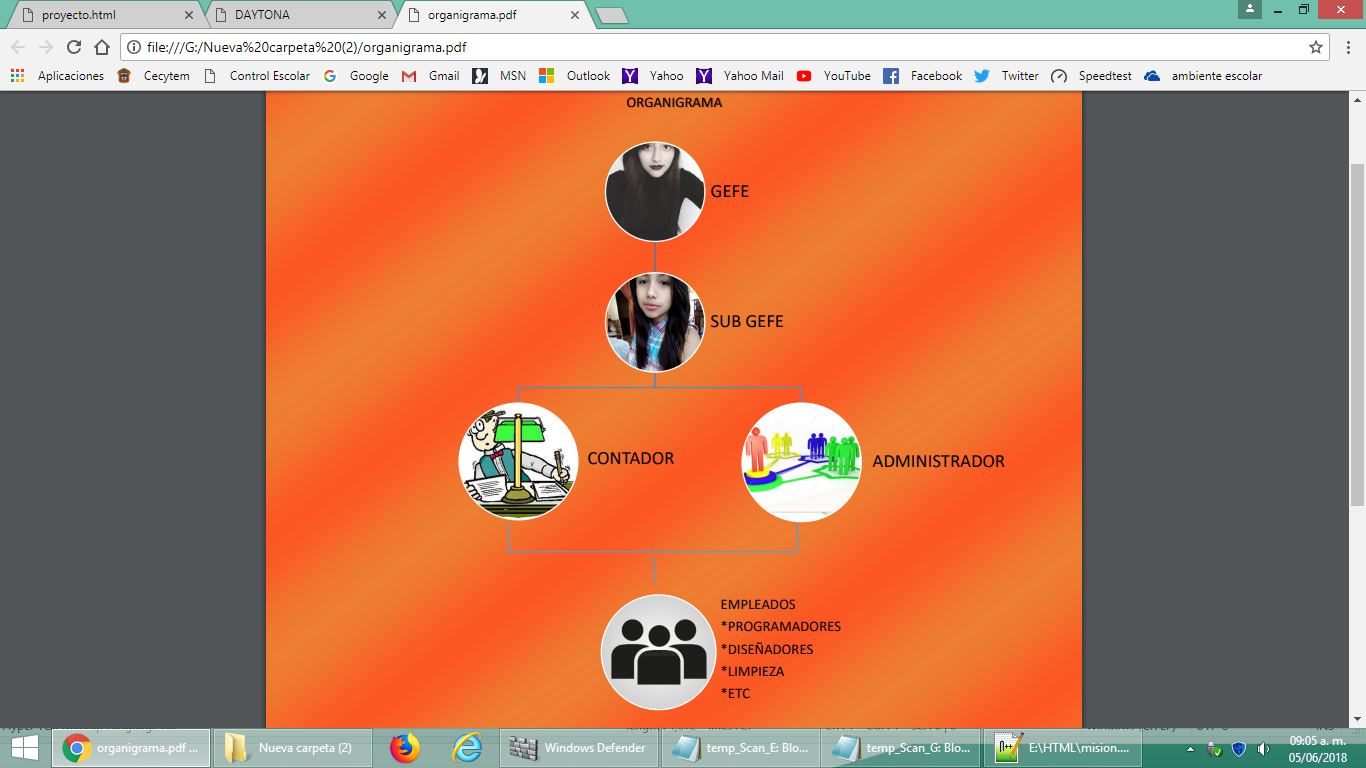 proyecto.html
DAYTONA
organigrama.pdf
file:///G:/Nueva%20carpeta%20(2)/organigrama.pdf
Aplicaciones Cecytem Control Escolar Google Gmail MSN Outlook Yahoo Yahoo Mail YouTube Facebook Twitter Speedtest ambiente escolar
ORGANIGRAMA
GEFE
SUB GEFE
CONTADOR
ADMINISTRADOR
EMPLEADOS
*PROGRAMADORES
*DISEÑADORES
*LIMPIEZA
*ETC
organigrama.pdf ... Nueva carpeta (2) Windows Defender temp_Scan_E: Blo... temp_Scan_G: Blo... E:\HTML\mision....
09:05 a. m.
05/06/2018